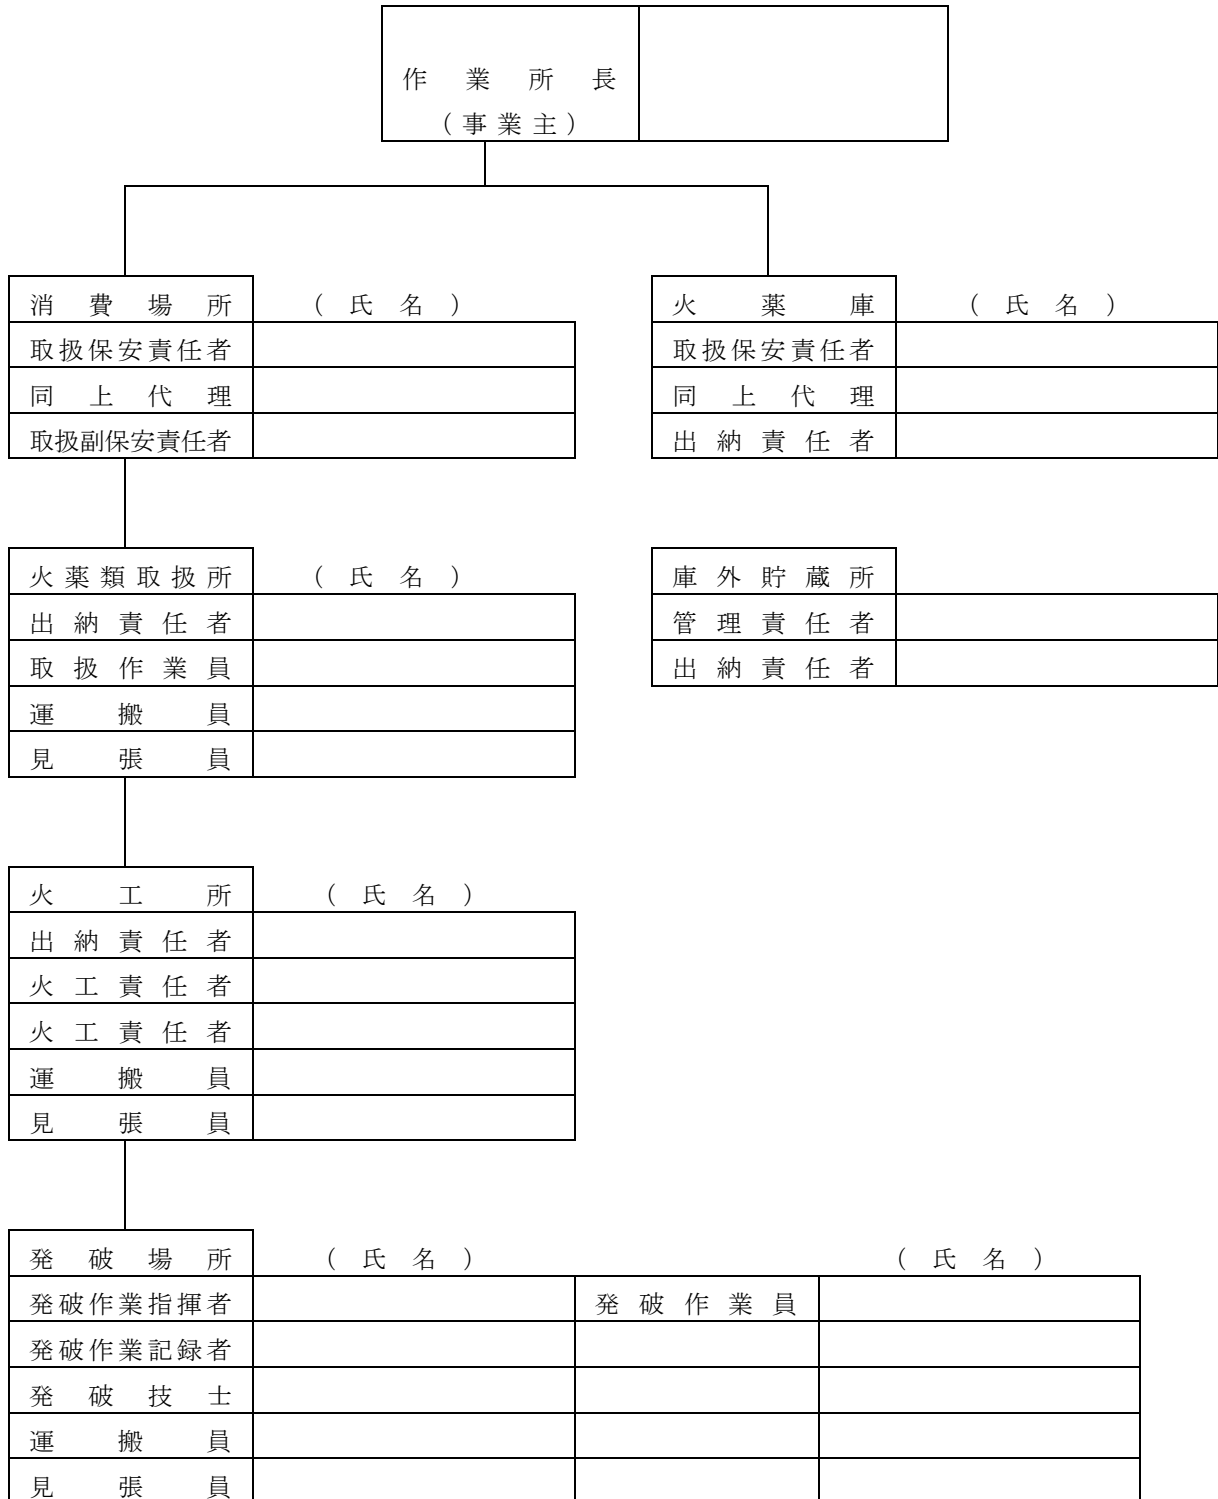 作業所長
（事業主）
消費場所 （氏名）
取扱保安責任者
同上代理
取扱副保安責任者
火薬庫 （氏名）
取扱保安責任者
同上代理
出納責任者
火薬類取扱所 （氏名）
出納責任者
取扱作業員
運搬員
見張員
庫外貯蔵所
管理責任者
出納責任者
火工所 （氏名）
出納責任者
火工責任者
火工責任者
運搬員
見張員
発破場所 （氏名） （氏名）
発破作業指揮者 発破作業員
発破作業記録者
発破技士
運搬員
見張員